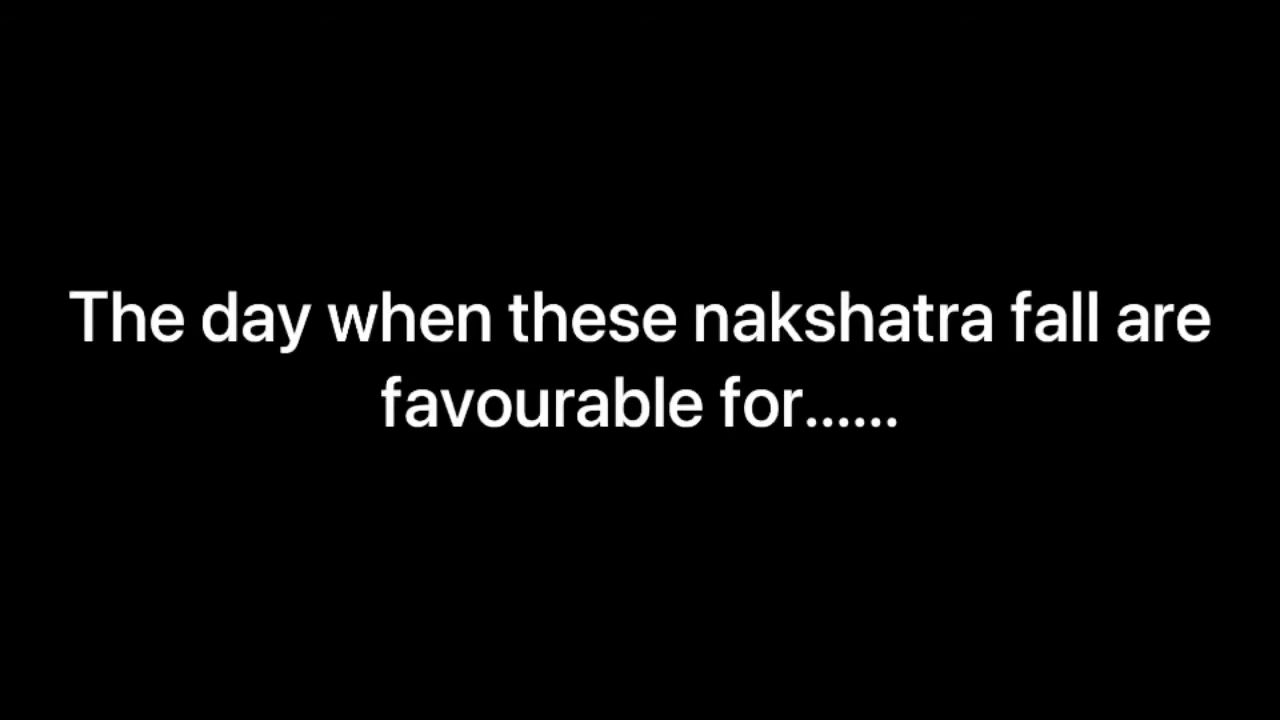 The day when these nakshatra fall are
favourable for......